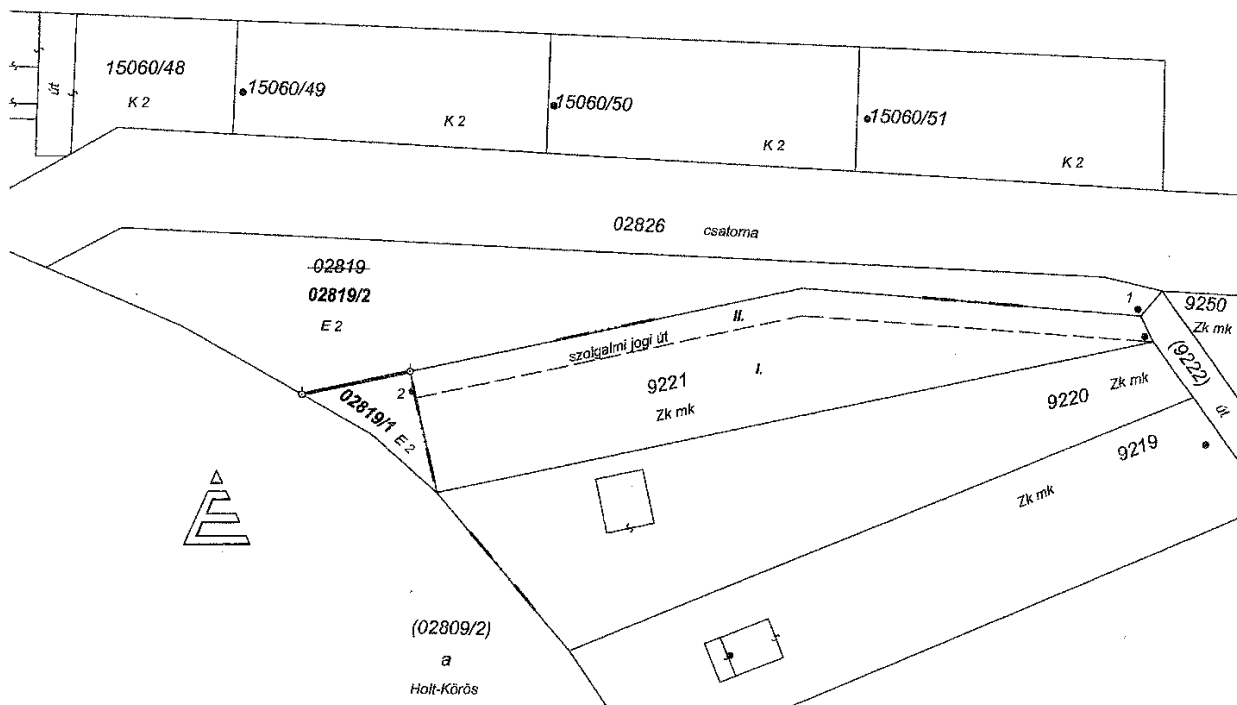 út
15060/48
K 2
15060/49
K 2
15060/50
K 2
15060/51
K 2
02826 csatorna
02819
02819/2
E 2
1
9250
Zk mk
II.
szolgalmi jogi út
I.
(9222)
út
2
02819/1 E 2
9221
Zk mk
9220
Zk mk
9219
Zk mk
É
(02809/2)
a
Holt-Körös